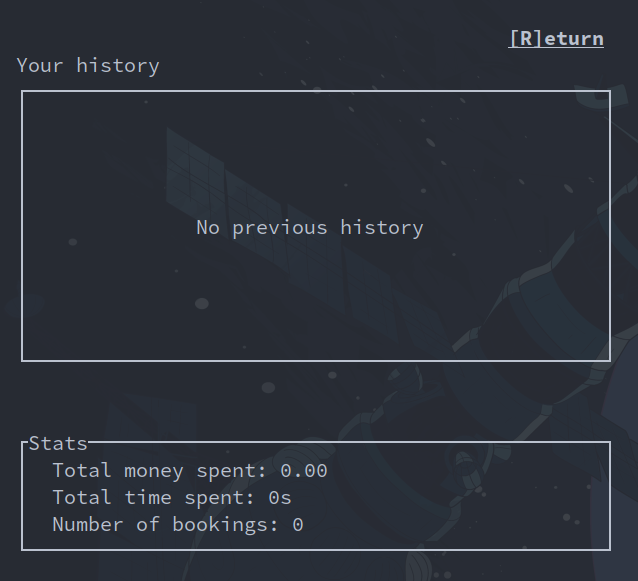 [R]eturn
Your history
No previous history
Stats
Total money spent: 0.00
Total time spent: 0s
Number of bookings: 0